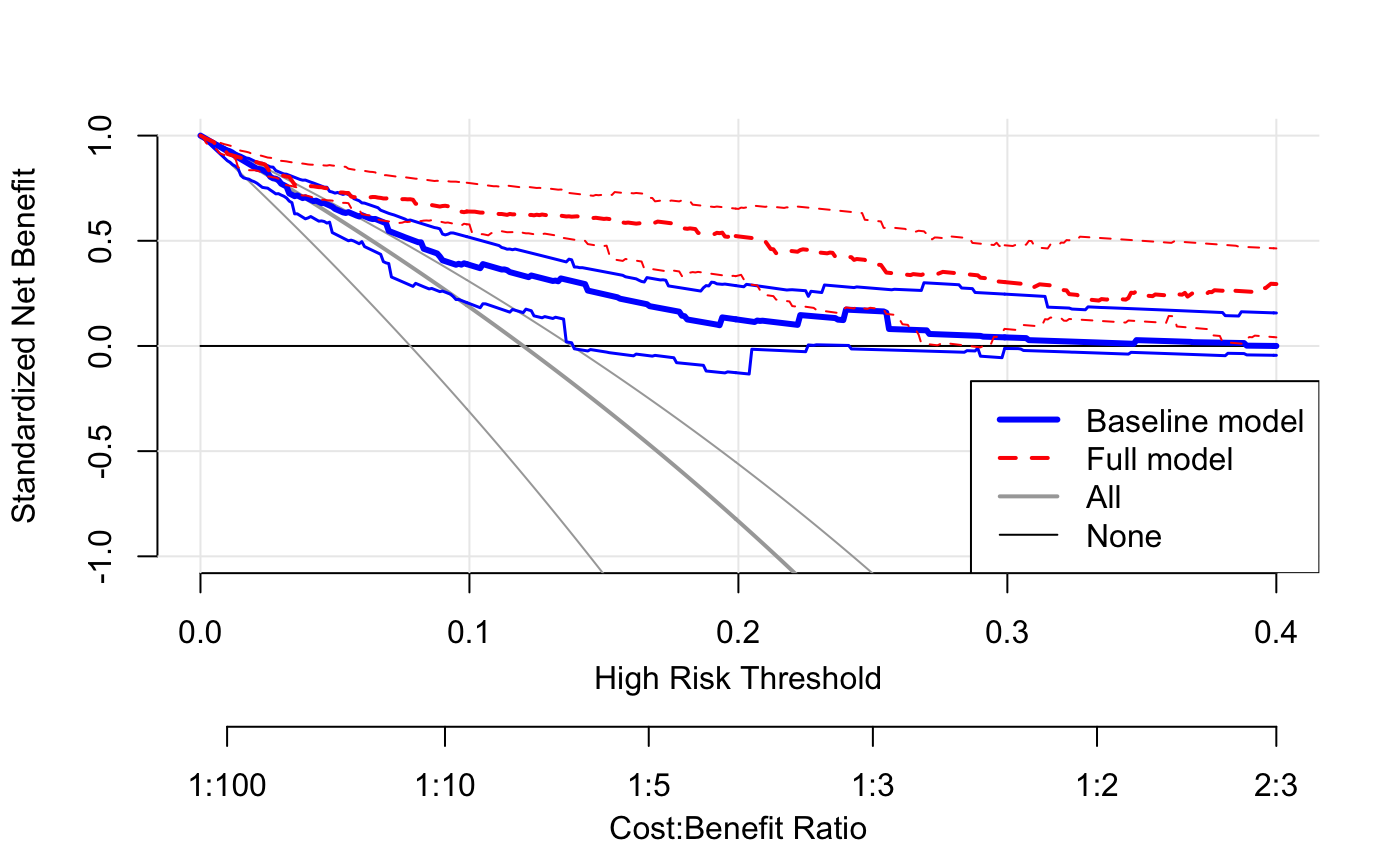 Standardized Net Benefit
1.0
0.5
0.0
-0.5
-1.0
Baseline model
Full model
All
None
0.0 0.1 0.2 0.3 0.4
High Risk Threshold
1:100 1:10 1:5 1:3 1:2 2:3
Cost:Benefit Ratio